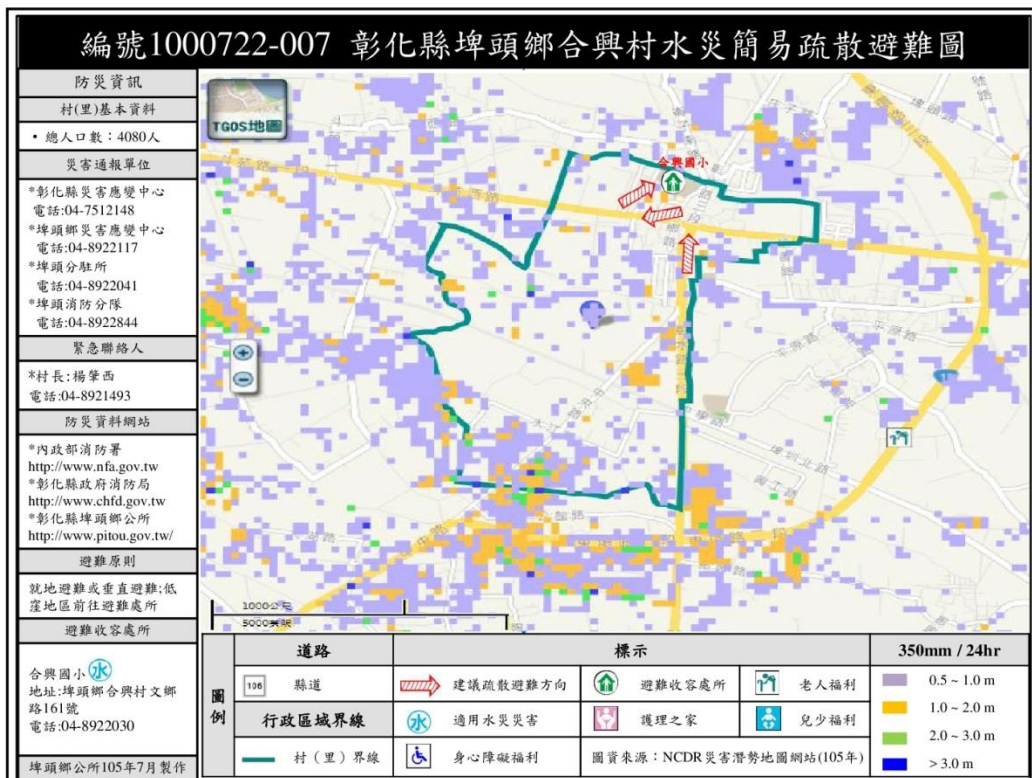 編號1000722-007 彰化縣埤頭鄉合興村水災簡易疏散避難圖
防災資訊
村(里)基本資料
• 總人口數：4080人
災害通報單位
*彰化縣災害應變中心
電話:04-7512148
*埤頭鄉災害應變中心
電話:04-8922117
*埤頭分駐所
電話:04-8922041
*埤頭消防分隊
電話:04-8922844
緊急聯絡人
*村長:楊肇西
電話:04-8921493
防災資料網站
*內政部消防署
http://www.nfa.gov.tw
*彰化縣政府消防局
http://www.chfd.gov.tw
*彰化縣埤頭鄉公所
http://www.pitou.gov.tw/
避難原則
就地避難或垂直避難;低
窪地區前往避難處所
避難收容處所
合興國小 水
地址:埤頭鄉合興村文鄉
路161號
電話:04-8922030
埤頭鄉公所105年7月製作
TGOS地圖
合興國小
1000公尺
5000英呎
圖例
道路
106 縣道
行政區域界線
村（里）界線
標示
建議疏散避難方向
避難收容處所
老人福利
水 適用水災災害
護理之家
兒少福利
身心障礙福利
圖資來源：NCDR災害潛勢地圖網站(105年)
350mm / 24hr
0.5 ~ 1.0 m
1.0 ~ 2.0 m
2.0 ~ 3.0 m
> 3.0 m